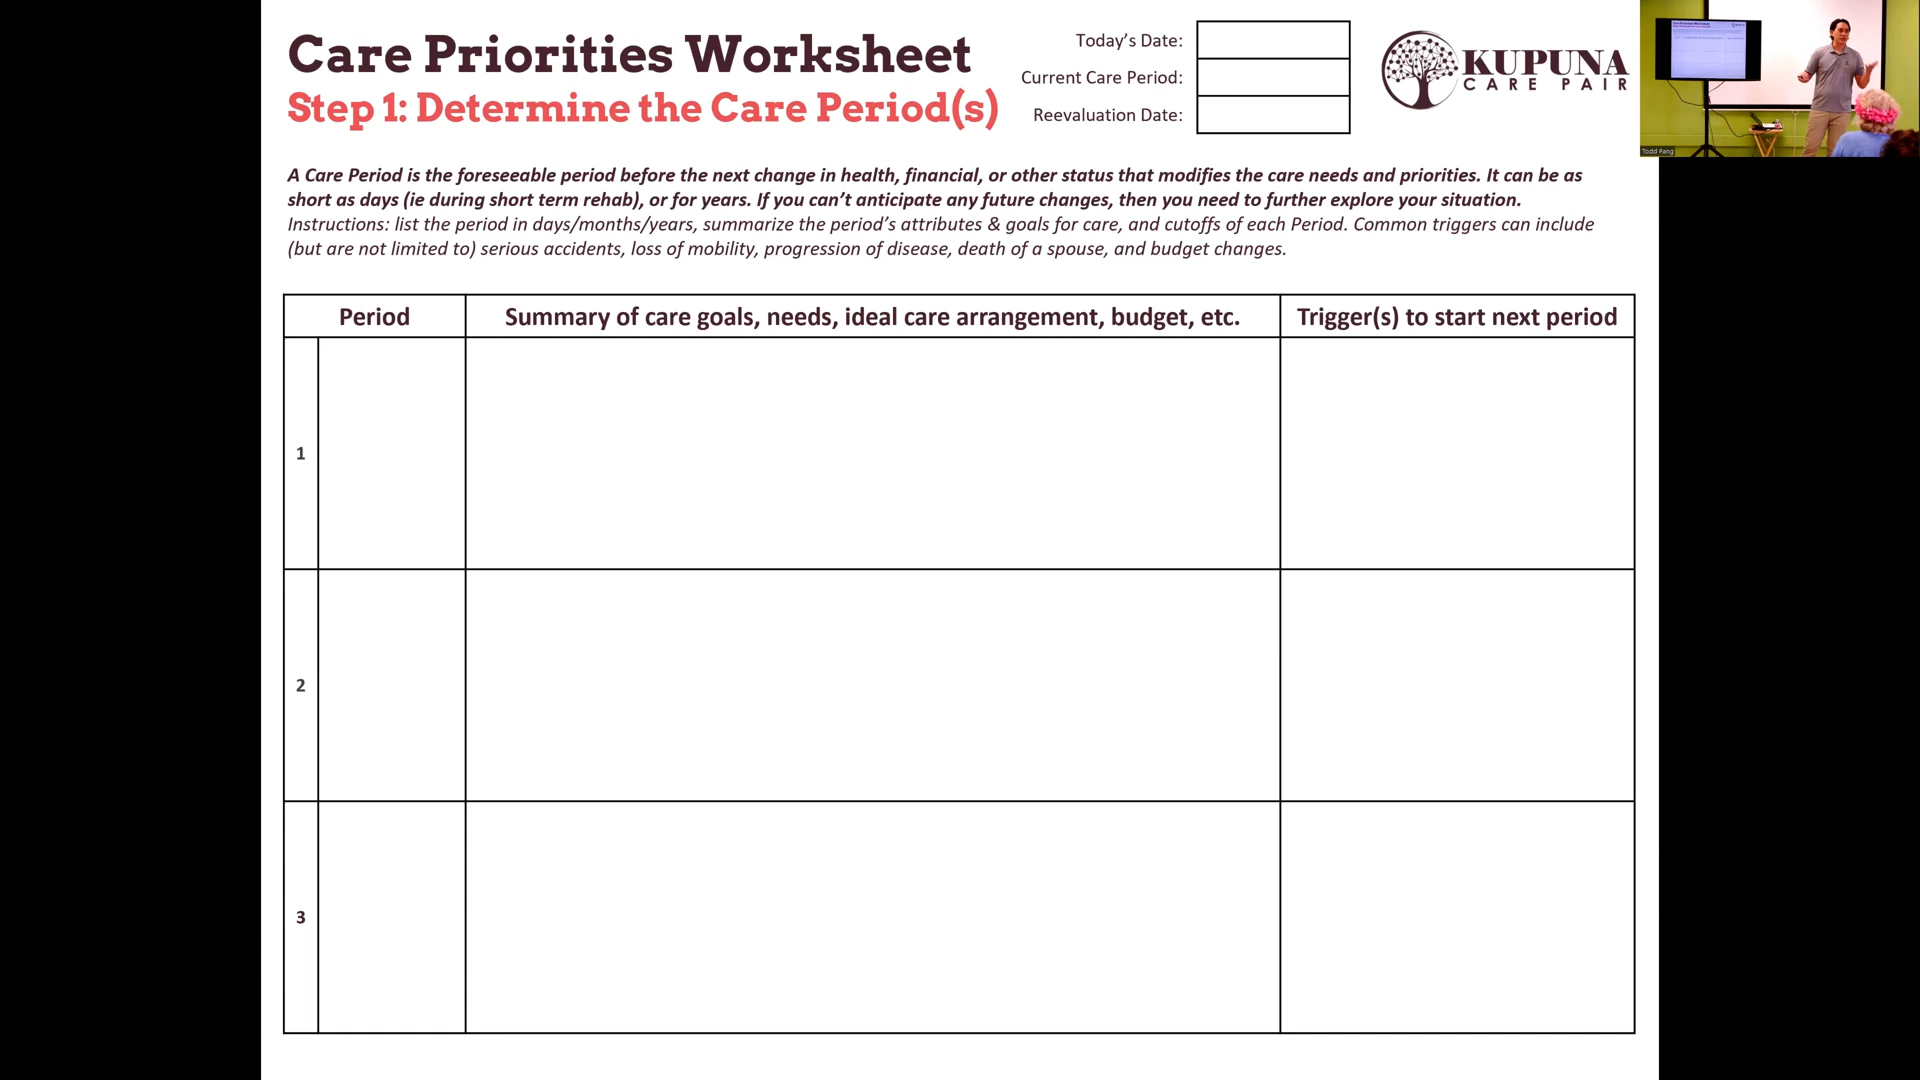 Care Priorities Worksheet
Step 1: Determine the Care Period(s)
Today's Date:
Current Care Period:
Reevaluation Date:
KUPUNA
CARE PAIR
Todd Pang
A Care Period is the foreseeable period before the next change in health, financial, or other status that modifies the care needs and priorities. It can be as
short as days (ie during short term rehab), or for years. If you can't anticipate any future changes, then you need to further explore your situation.
Instructions: list the period in days/months/years, summarize the period's attributes & goals for care, and cutoffs of each Period. Common triggers can include
(but are not limited to) serious accidents, loss of mobility, progression of disease, death of a spouse, and budget changes.
Period
Summary of care goals, needs, ideal care arrangement, budget, etc.
Trigger(s) to start next period
1
2
3